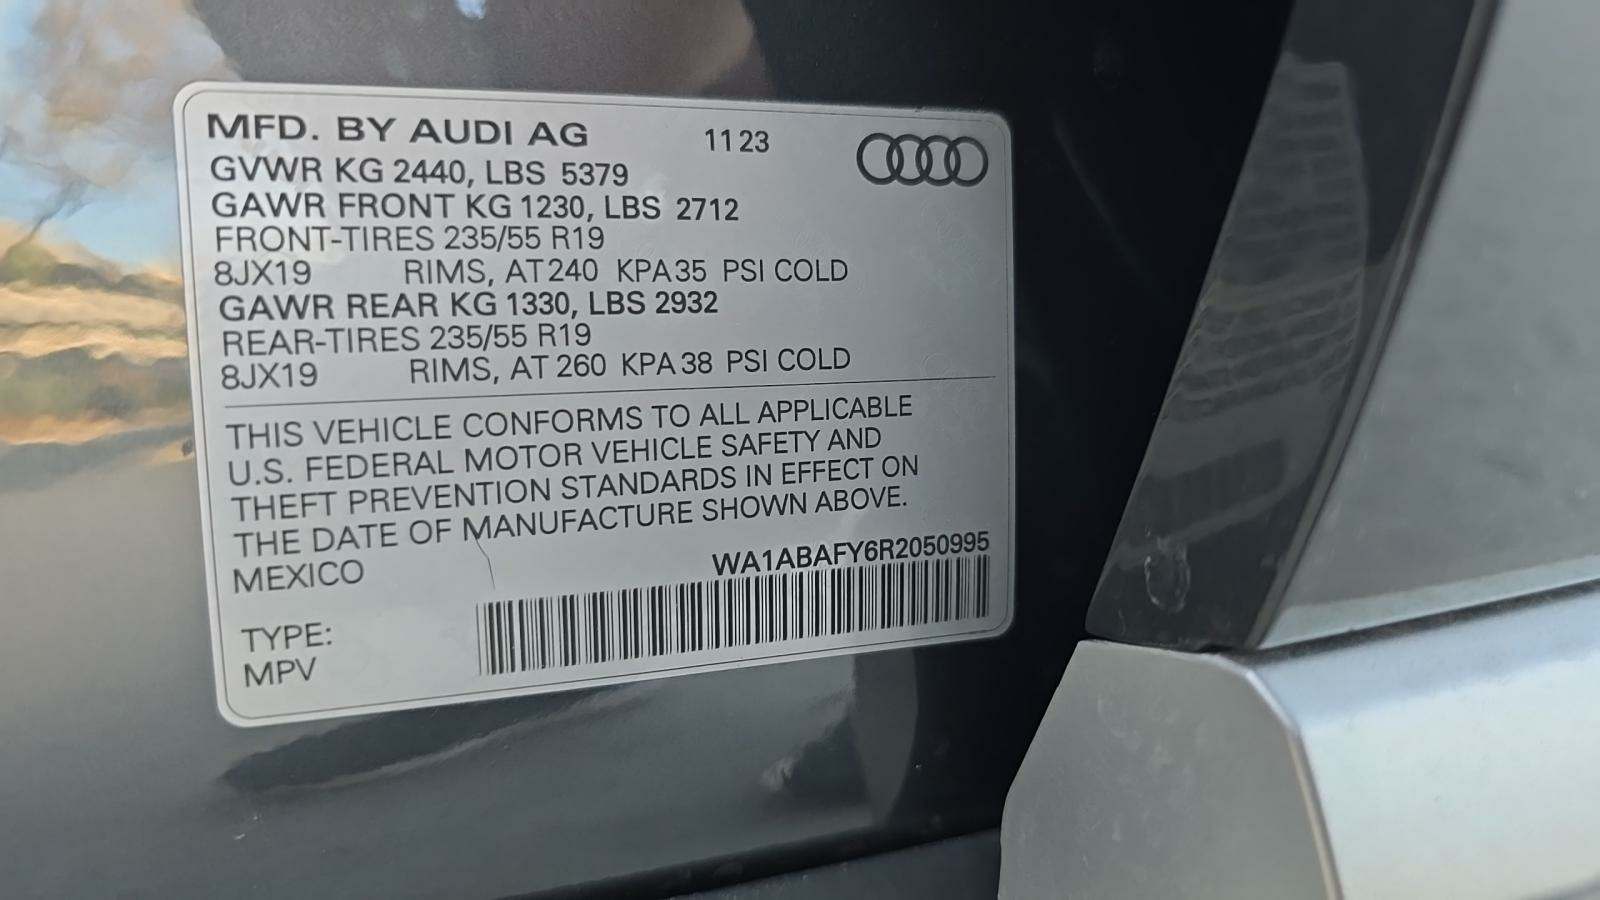 MFD. BY AUDI AG 11 23
GVWR KG 2440, LBS 5379
GAWR FRONT KG 1230, LBS 2712
FRONT-TIRES 235/55 R19
8JX19 RIMS, AT 240 KPA 35 PSI COLD
GAWR REAR KG 1330, LBS 2932
REAR-TIRES 235/55 R19
8JX19 RIMS, AT 260 KPA 38 PSI COLD
THIS VEHICLE CONFORMS TO ALL APPLICABLE
U.S. FEDERAL MOTOR VEHICLE SAFETY AND
THEFT PREVENTION STANDARDS IN EFFECT ON
THE DATE OF MANUFACTURE SHOWN ABOVE.
MEXICO WA1ABAFY6R2050995
TYPE:
MPV